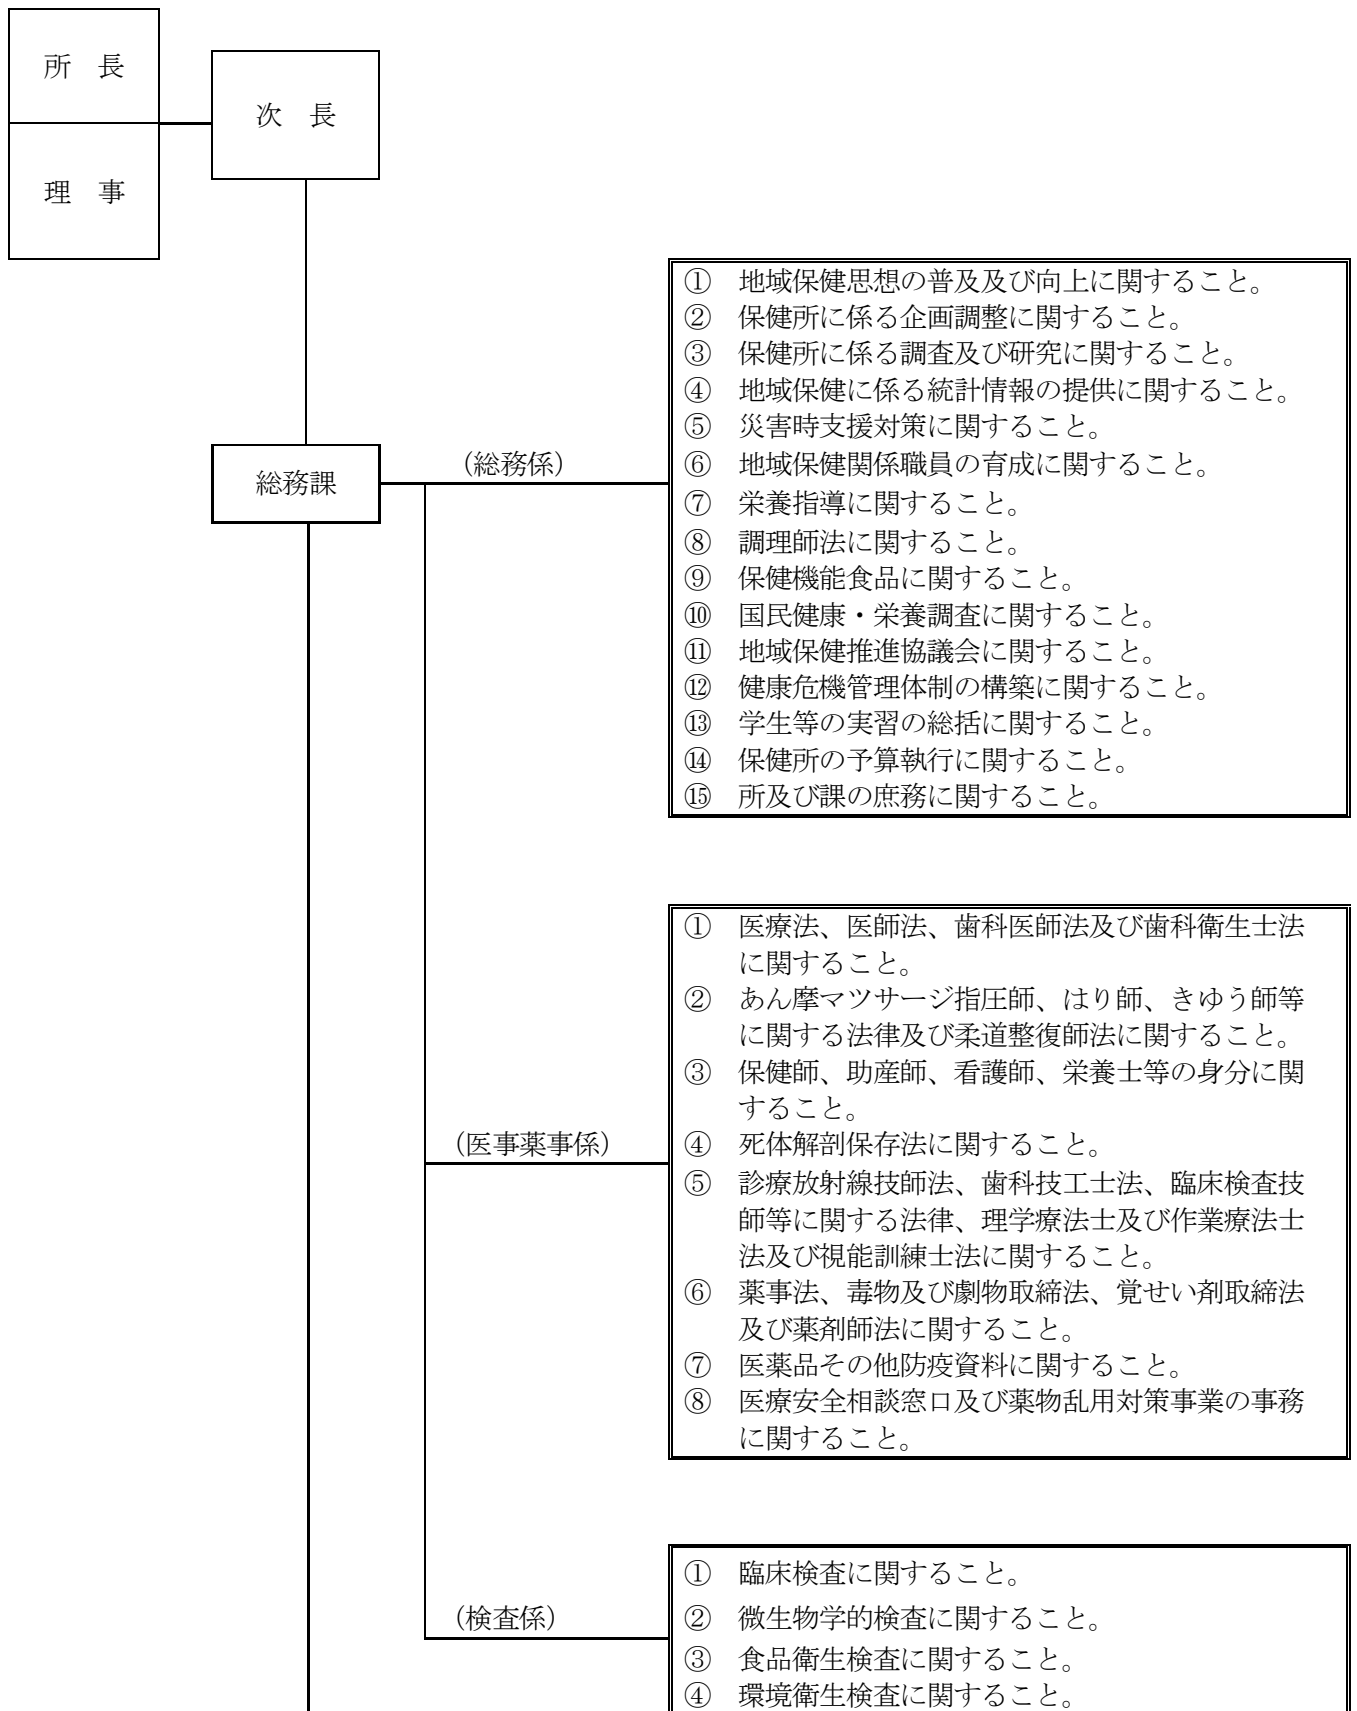 所　長
次　長
理　事
総務課
（総務係）
①　地域保健思想の普及及び向上に関すること。
②　保健所に係る企画調整に関すること。
③　保健所に係る調査及び研究に関すること。
④　地域保健に係る統計情報の提供に関すること。
⑤　災害時支援対策に関すること。
⑥　地域保健関係職員の育成に関すること。
⑦　栄養指導に関すること。
⑧　調理師法に関すること。
⑨　保健機能食品に関すること。
⑩　国民健康・栄養調査に関すること。
⑪　地域保健推進協議会に関すること。
⑫　健康危機管理体制の構築に関すること。
⑬　学生等の実習の総括に関すること。
⑭　保健所の予算執行に関すること。
⑮　所及び課の庶務に関すること。
（医事薬事係）
①　医療法、医師法、歯科医師法及び歯科衛生士法
に関すること。
②　あん摩マツサージ指圧師、はり師、きゆう師等
に関する法律及び柔道整復師法に関すること。
③　保健師、助産師、看護師、栄養士等の身分に関
すること。
④　死体解剖保存法に関すること。
⑤　診療放射線技師法、歯科技工士法、臨床検査技
師等に関する法律、理学療法士及び作業療法士
法及び視能訓練士法に関すること。
⑥　薬事法、毒物及び劇物取締法、覚せい剤取締法
及び薬剤師法に関すること。
⑦　医薬品その他防疫資料に関すること。
⑧　医療安全相談窓口及び薬物乱用対策事業の事務
に関すること。
（検査係）
①　臨床検査に関すること。
②　微生物学的検査に関すること。
③　食品衛生検査に関すること。
④　環境衛生検査に関すること。